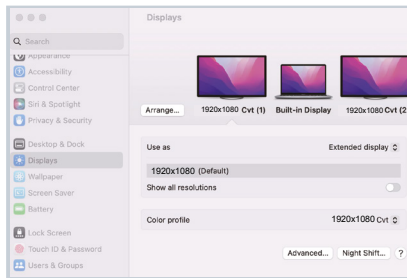 Displays
Search
Appearance
Accessibility
Control Center
Siri & Spotlight
Privacy & Security
Desktop & Dock
Displays
Wallpaper
Screen Saver
Battery
Lock Screen
Touch ID & Password
Users & Groups
Arrange...
1920x1080 Cvt (1)
Built-in Display
1920x1080 Cvt (2
Use as Extended display
1920x1080 (Default)
Show all resolutions
Color profile 1920x1080 Cvt
Advanced... Night Shift... ?